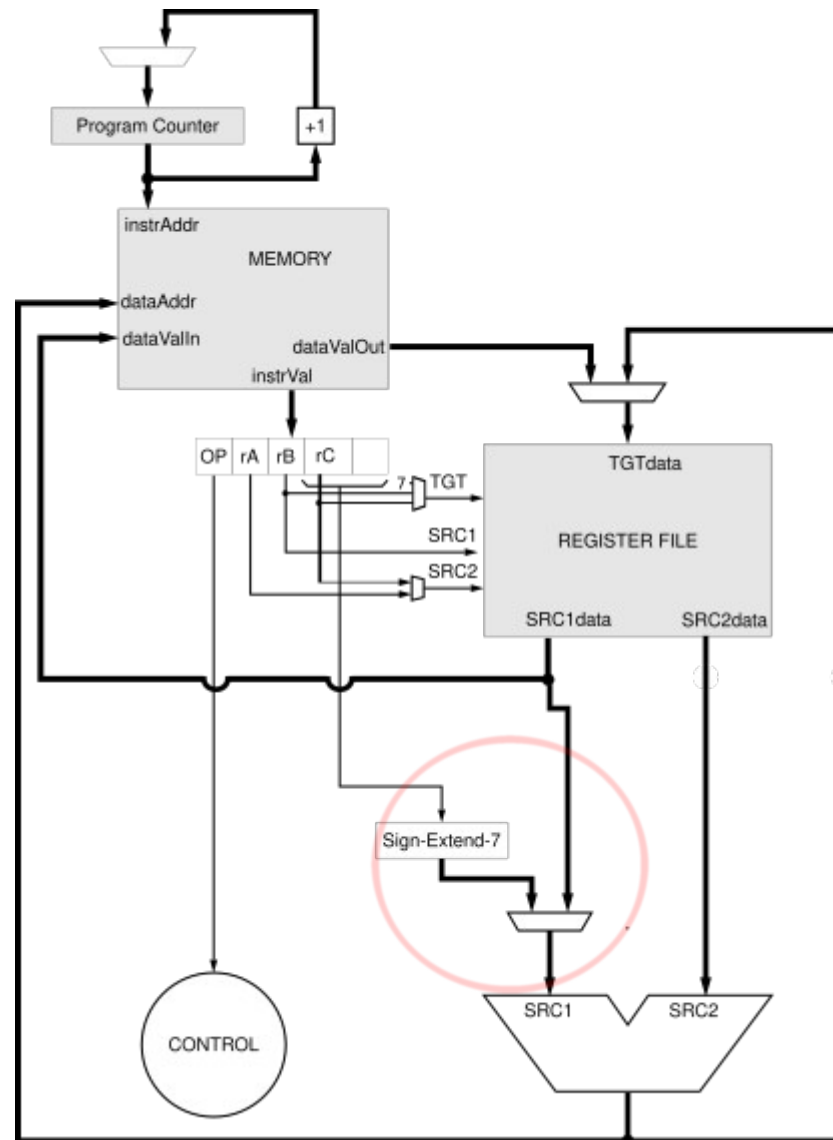 Program Counter
+1
instrAddr
MEMORY
dataAddr
dataValIn
dataValOut
instrVal
OP rA rB rC
7 TGT
TGTdata
SRC1
REGISTER FILE
SRC2
SRC1data
SRC2data
Sign-Extend-7
SRC1
SRC2
CONTROL